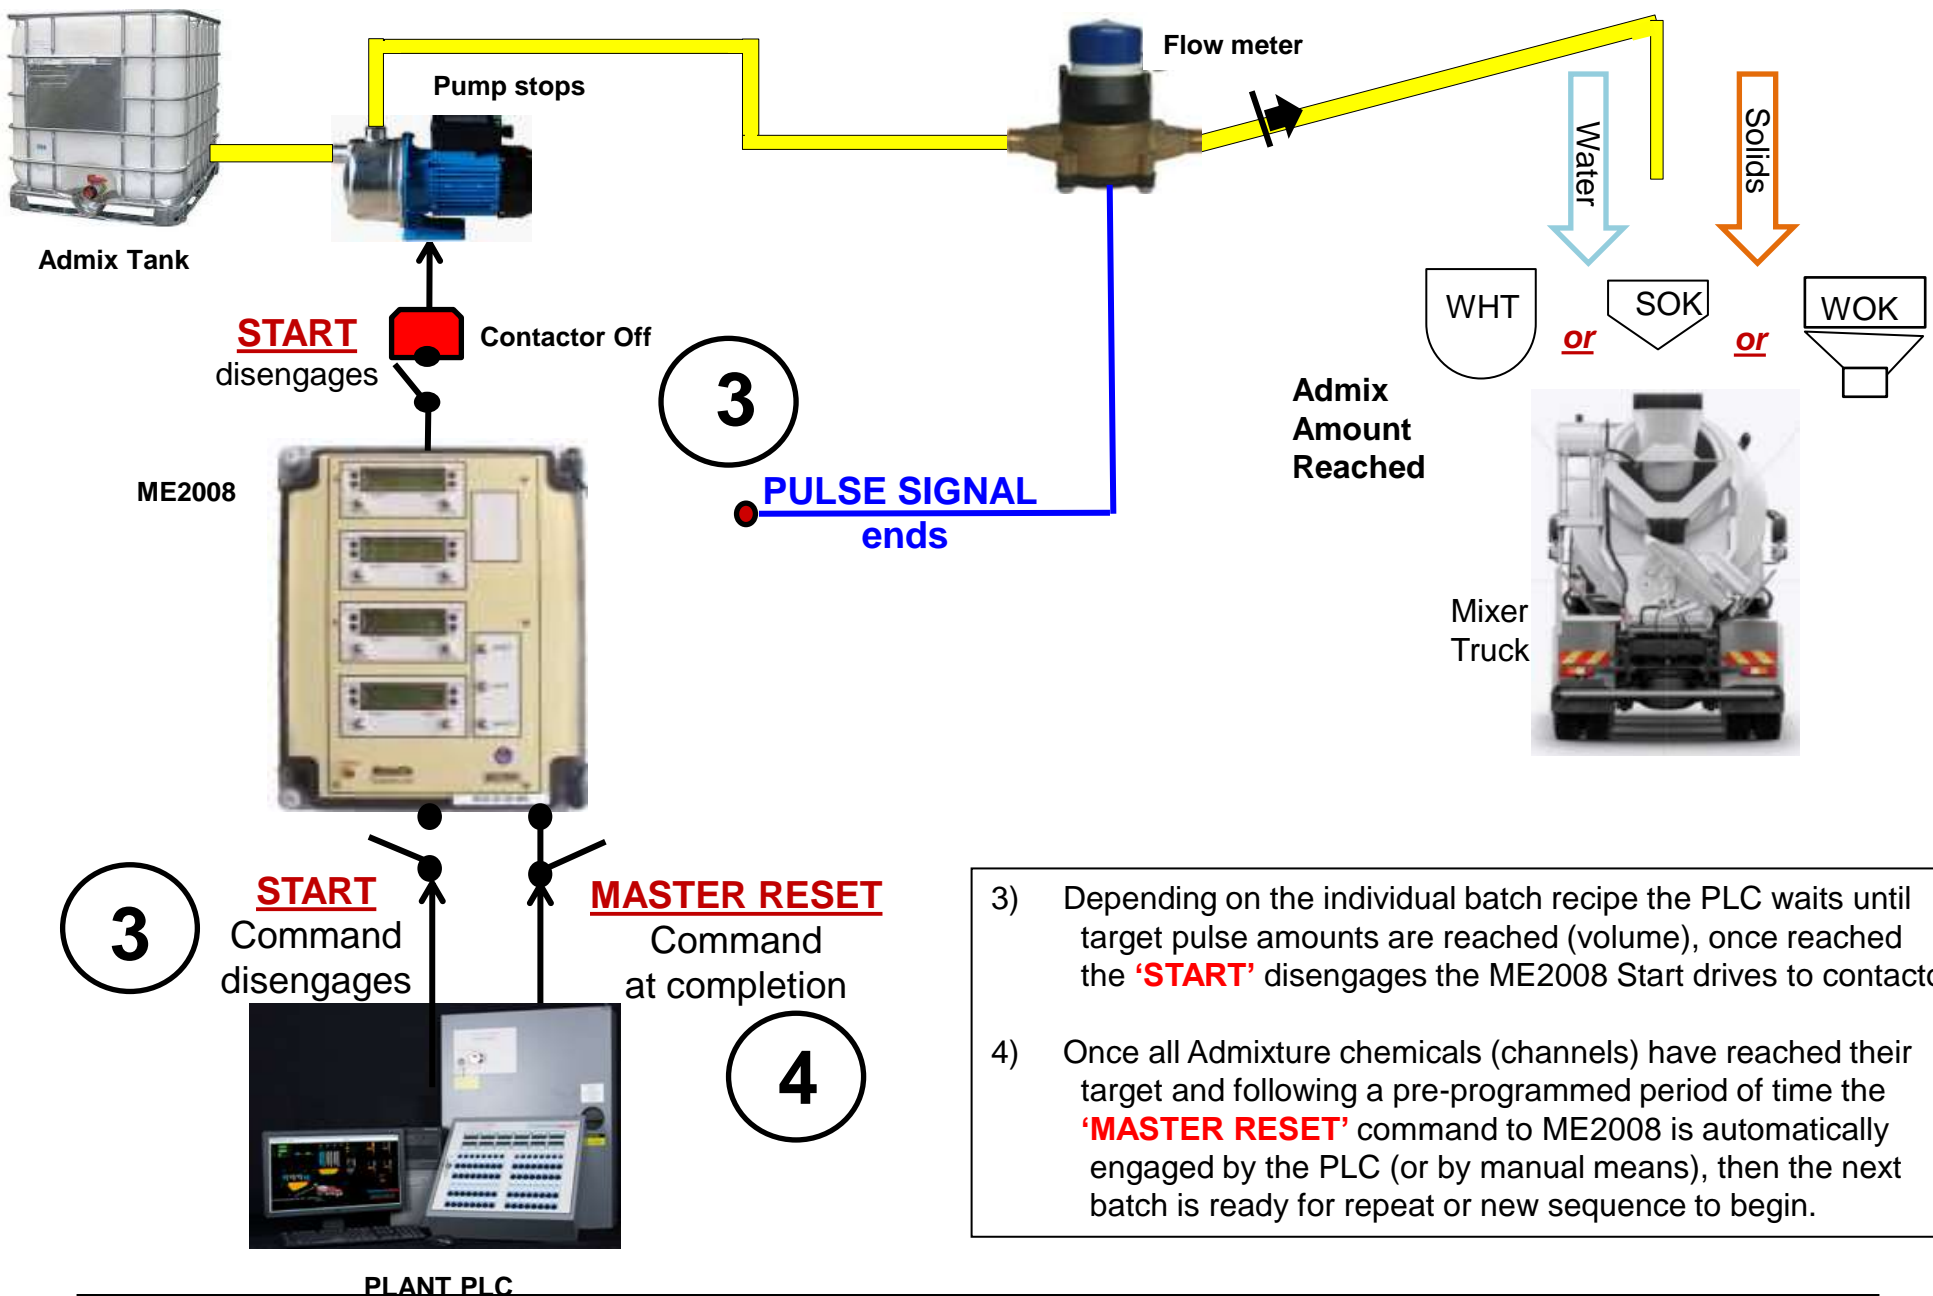 Flow meter
Pump stops
Admix Tank
Water
Solids
START
disengages
Contactor Off
3
WHT
or
SOK
or
WOK
Admix
Amount
Reached
ME2008
PULSE SIGNAL
ends
Mixer
Truck
3
START
Command
disengages
MASTER RESET
Command
at completion
4
PLANT PLC
3) Depending on the individual batch recipe the PLC waits until
target pulse amounts are reached (volume), once reached
the ‘START’ disengages the ME2008 Start drives to contacto
4) Once all Admixture chemicals (channels) have reached their
target and following a pre-programmed period of time the
‘MASTER RESET’ command to ME2008 is automatically
engaged by the PLC (or by manual means), then the next
batch is ready for repeat or new sequence to begin.